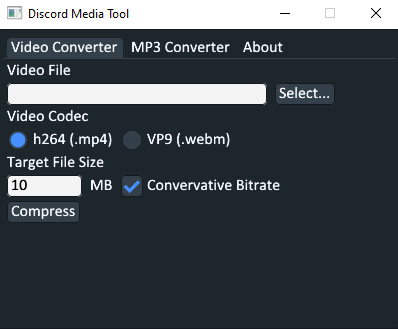 Discord Media Tool
Video Converter MP3 Converter About
Video File
Select...
Video Codec
h264 (.mp4) VP9 (.webm)
Target File Size
10 MB Convervative Bitrate
Compress